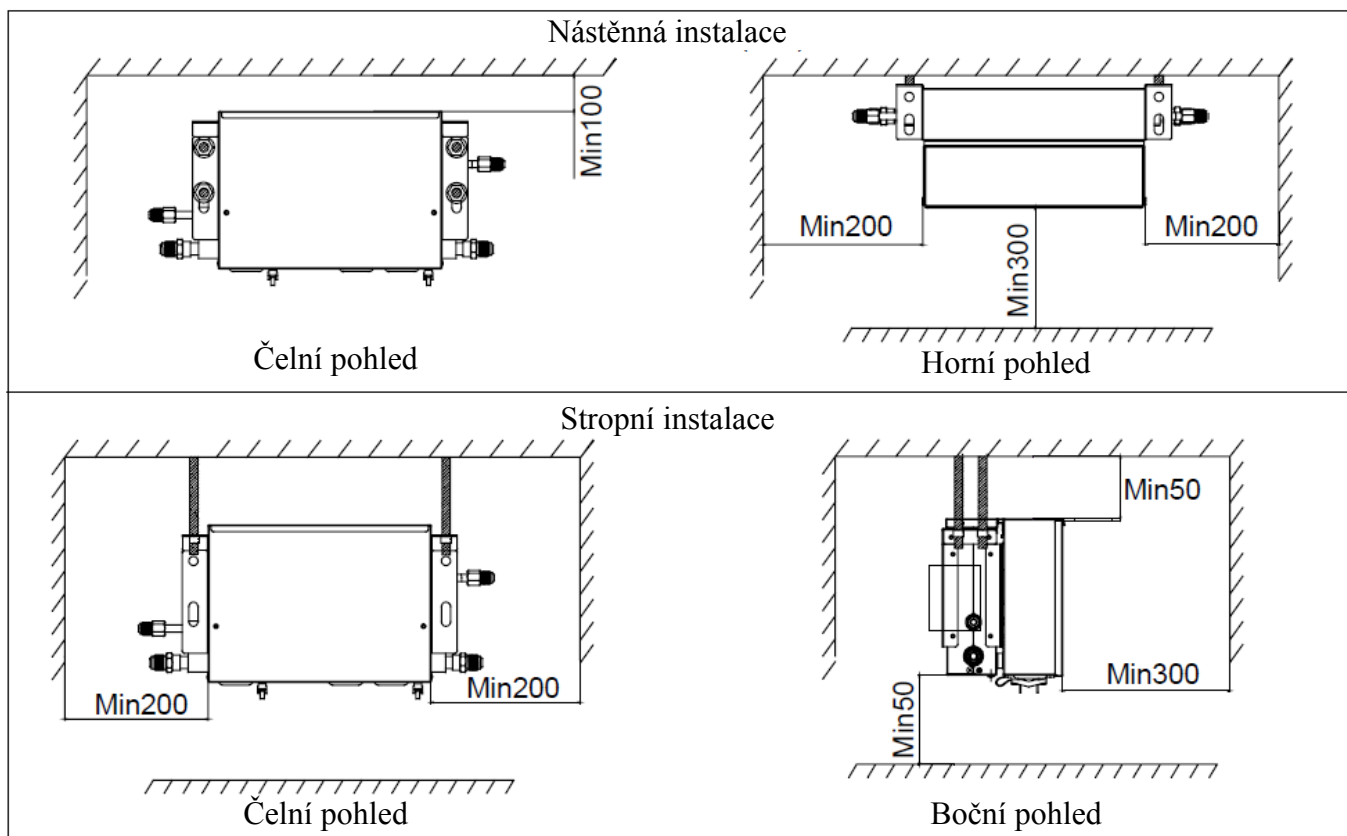 Nástěnná instalace
Min100
Min200
Min300
Min200
Čelní pohled
Horní pohled
Stropní instalace
Min200
Min200
Min50
Min50
Min300
Čelní pohled
Boční pohled